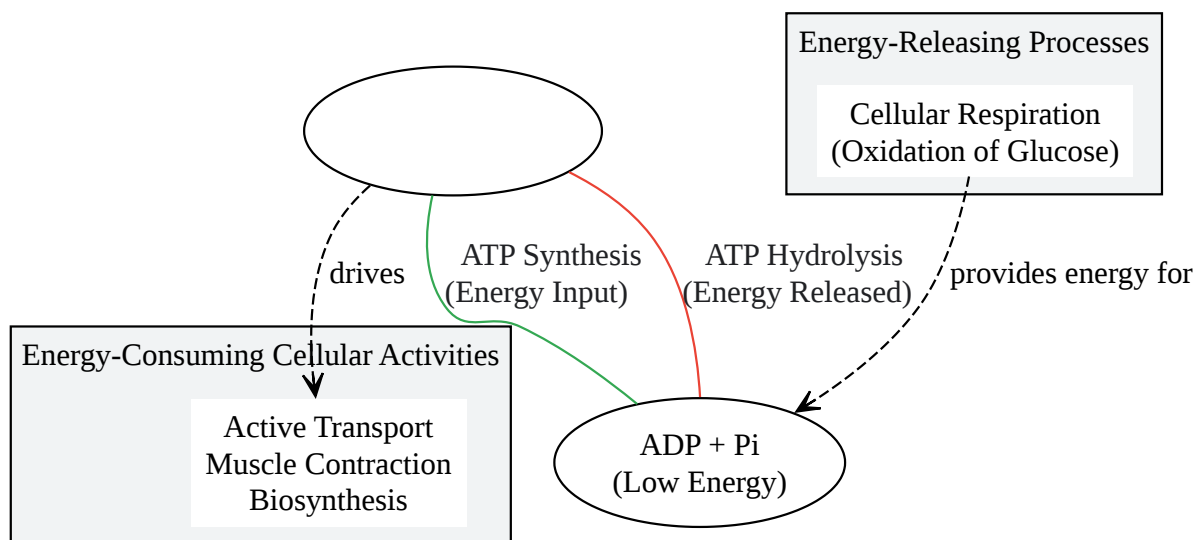 Energy-Releasing Processes
Cellular Respiration
(Oxidation of Glucose)
ATP Synthesis
(Energy Input)
ATP Hydrolysis
(Energy Released)
drives
provides energy for
Energy-Consuming Cellular Activities
Active Transport
Muscle Contraction
Biosynthesis
ADP + Pi
(Low Energy)